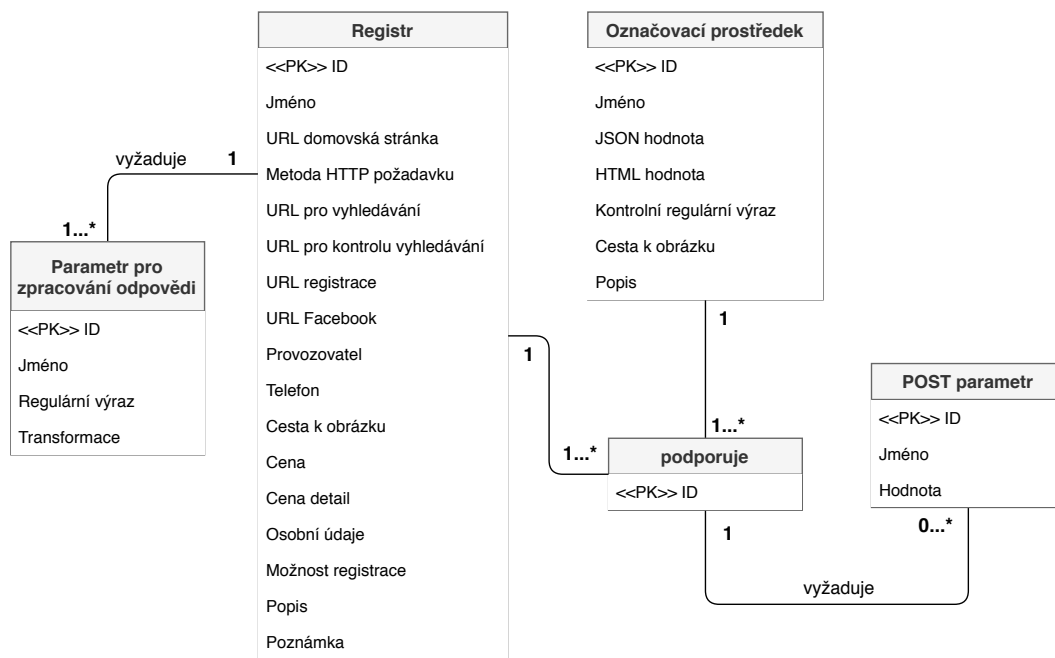 Registr
<<PK>> ID
Jméno
URL domovská stránka
Metoda HTTP požadavku
URL pro vyhledávání
URL pro kontrolu vyhledávání
URL registrace
URL Facebook
Provozovatel
Telefon
Cesta k obrázku
Cena
Cena detail
Osobní údaje
Možnost registrace
Popis
Poznámka
Označovací prostředek
<<PK>> ID
Jméno
JSON hodnota
HTML hodnota
Kontrolní regulární výraz
Cesta k obrázku
Popis
vyžaduje
1
1...*
Parametr pro
zpracování odpovědi
<<PK>> ID
Jméno
Regulární výraz
Transformace
1
1...*
1
1...*
podporuje
<<PK>> ID
POST parametr
<<PK>> ID
Jméno
Hodnota
1
0...*
vyžaduje